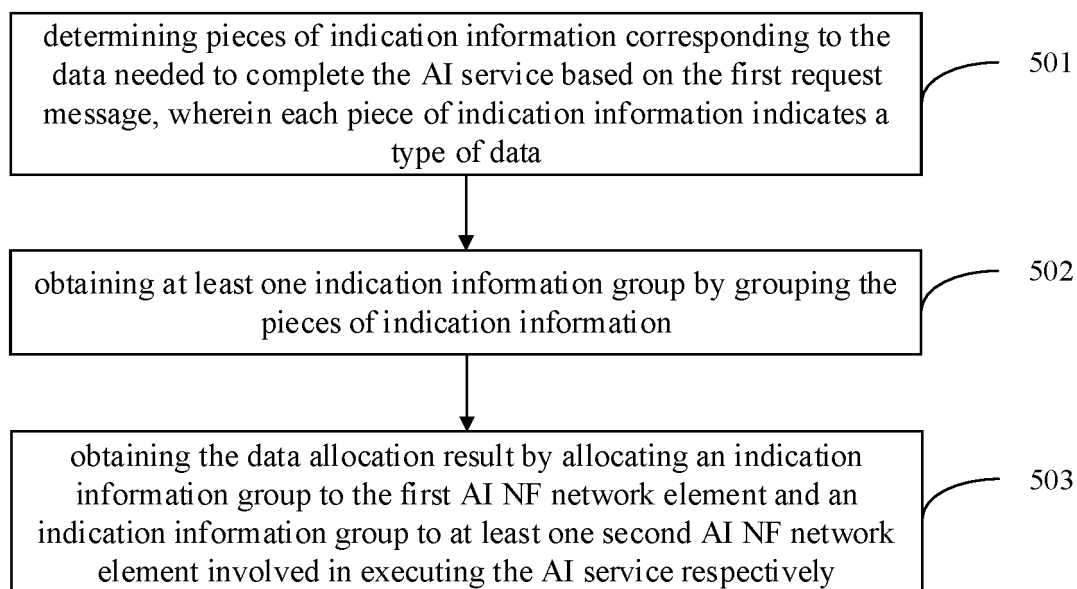 determining pieces of indication information corresponding to the
data needed to complete the AI service based on the first request
message, wherein each piece of indication information indicates a
type of data
501
obtaining at least one indication information group by grouping the
pieces of indication information
502
obtaining the data allocation result by allocating an indication
information group to the first AI NF network element and an
indication information group to at least one second AI NF network
element involved in executing the AI service respectively
503